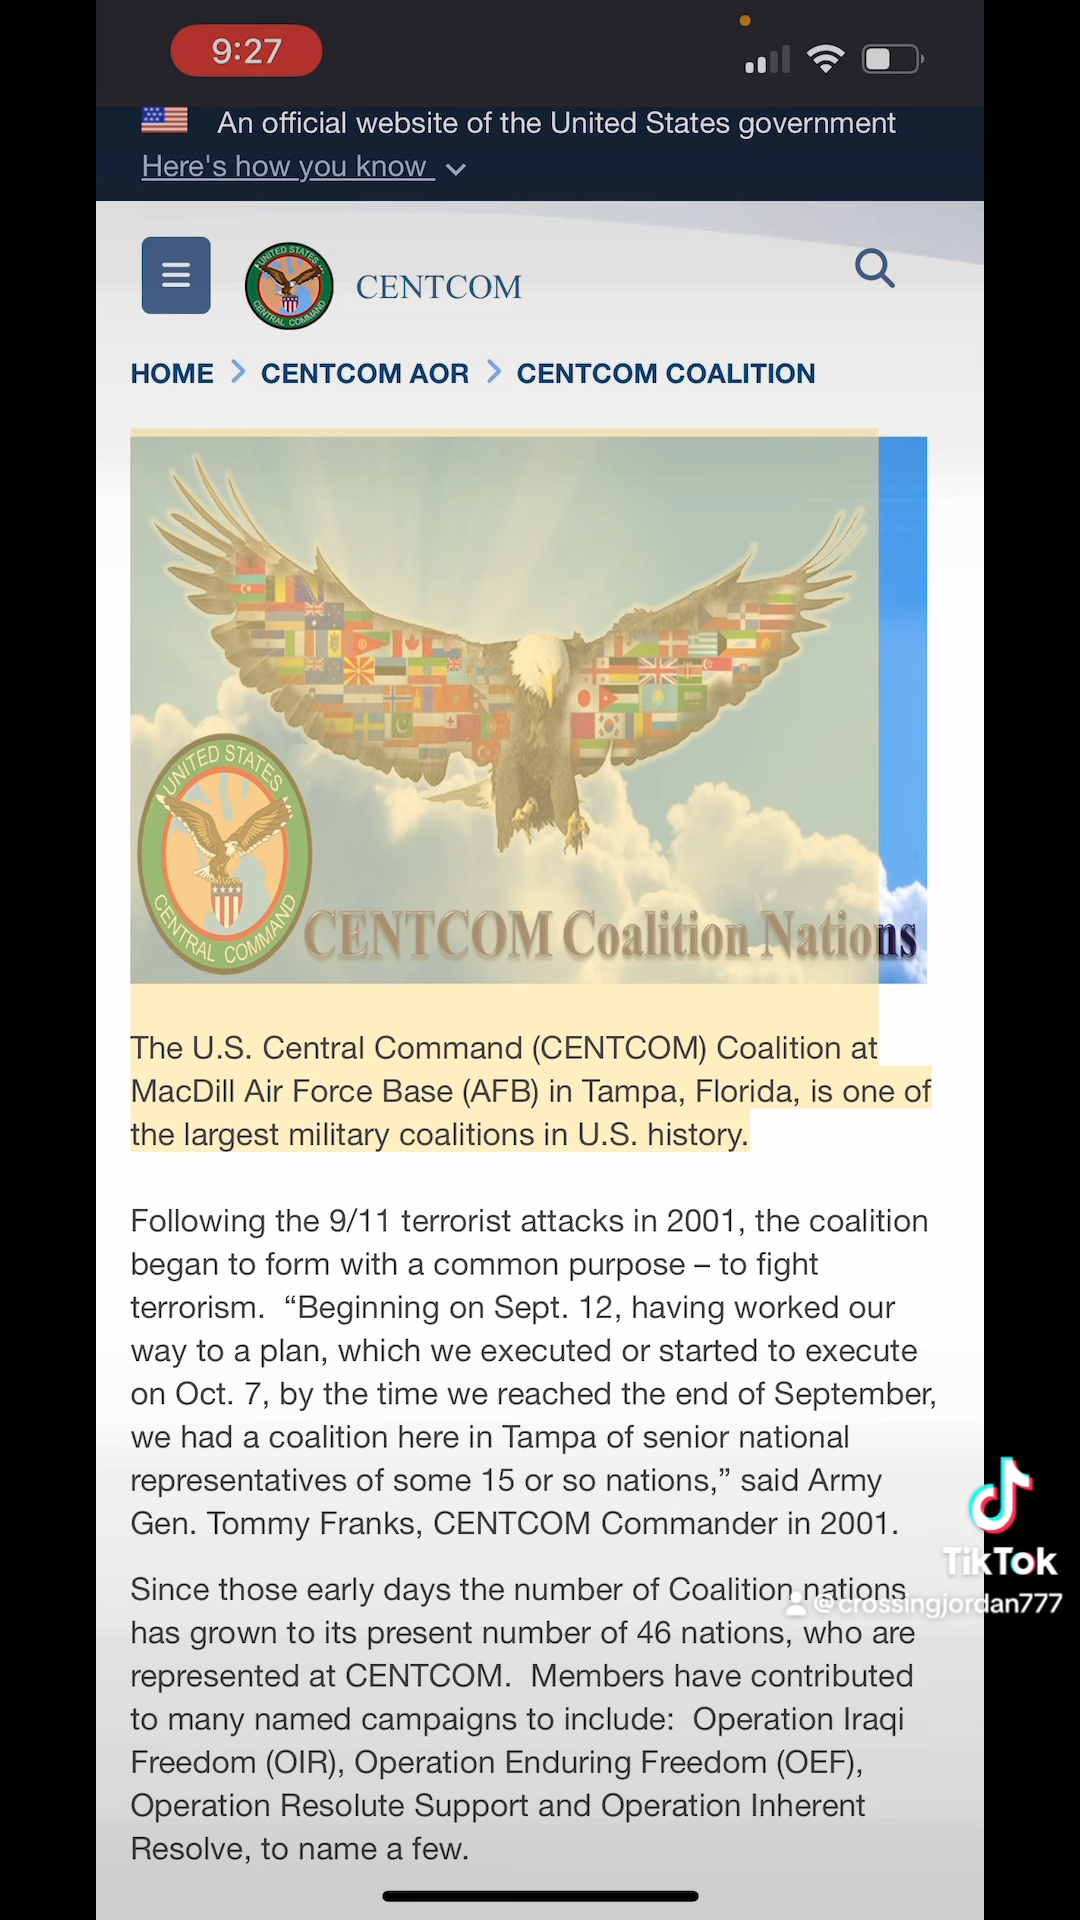 9:27
An official website of the United States government
Here's how you know
UNITED STATES
CENTRAL COMMAND
CENTCOM
HOME > CENTCOM AOR > CENTCOM COALITION
UNITED STATES
CENTRAL COMMAND
CENTCOM Coalition Nations
The U.S. Central Command (CENTCOM) Coalition at
MacDill Air Force Base (AFB) in Tampa, Florida, is one of
the largest military coalitions in U.S. history.
Following the 9/11 terrorist attacks in 2001, the coalition
began to form with a common purpose – to fight
terrorism.  “Beginning on Sept. 12, having worked our
way to a plan, which we executed or started to execute
on Oct. 7, by the time we reached the end of September,
we had a coalition here in Tampa of senior national
representatives of some 15 or so nations,” said Army
Gen. Tommy Franks, CENTCOM Commander in 2001.
Since those early days the number of Coalition nations
has grown to its present number of 46 nations, who are
represented at CENTCOM.  Members have contributed
to many named campaigns to include:  Operation Iraqi
Freedom (OIR), Operation Enduring Freedom (OEF),
Operation Resolute Support and Operation Inherent
Resolve, to name a few.
TikTok
@crossingjordan777